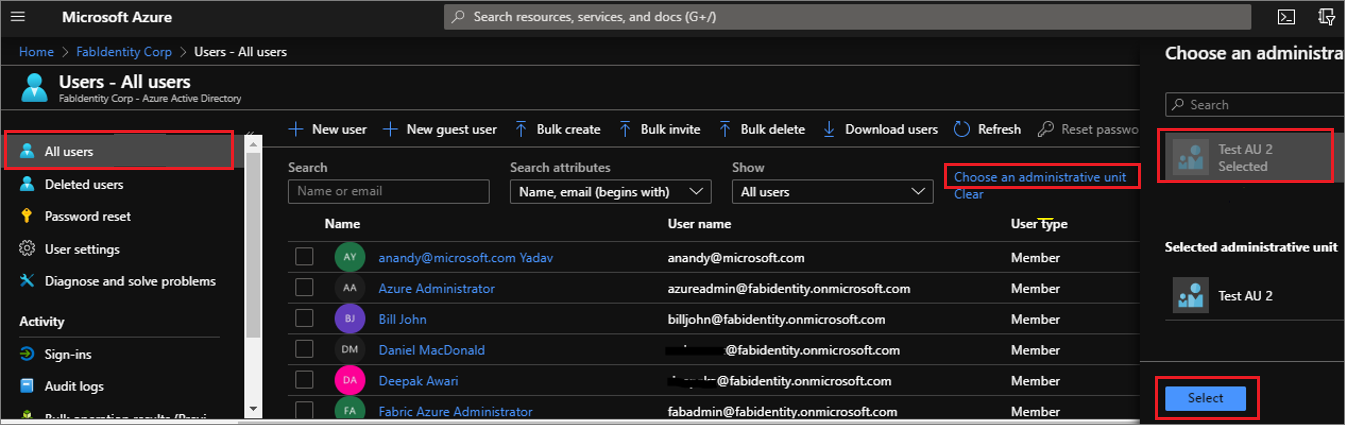 Microsoft Azure
Search resources, services, and docs (G+/)
Home > FabIdentity Corp > Users - All users
Users - All users
FabIdentity Corp - Azure Active Directory
All users
Deleted users
Password reset
User settings
Diagnose and solve problems
Activity
Sign-ins
Audit logs
New user
New guest user
Bulk create
Bulk invite
Bulk delete
Download users
Refresh
Reset passwo
Search
Search attributes
Show
Name or email
Name, email (begins with)
All users
Choose an administrative unit
Clear
Name User name User type
AY anandy@microsoft.com Yadav anandy@microsoft.com Member
AA Azure Administrator azureadmin@fabidentity.onmicrosoft.com Member
BJ Bill John billjohn@fabidentity.onmicrosoft.com Member
DM Daniel MacDonald @fabidentity.onmicrosoft.com Member
DA Deepak Awari @fabidentity.onmicrosoft.com Member
FA Fabric Azure Administrator fabadmin@fabidentity.onmicrosoft.com Member
Choose an administra
Search
Test AU 2
Selected
Selected administrative unit
Test AU 2
Select